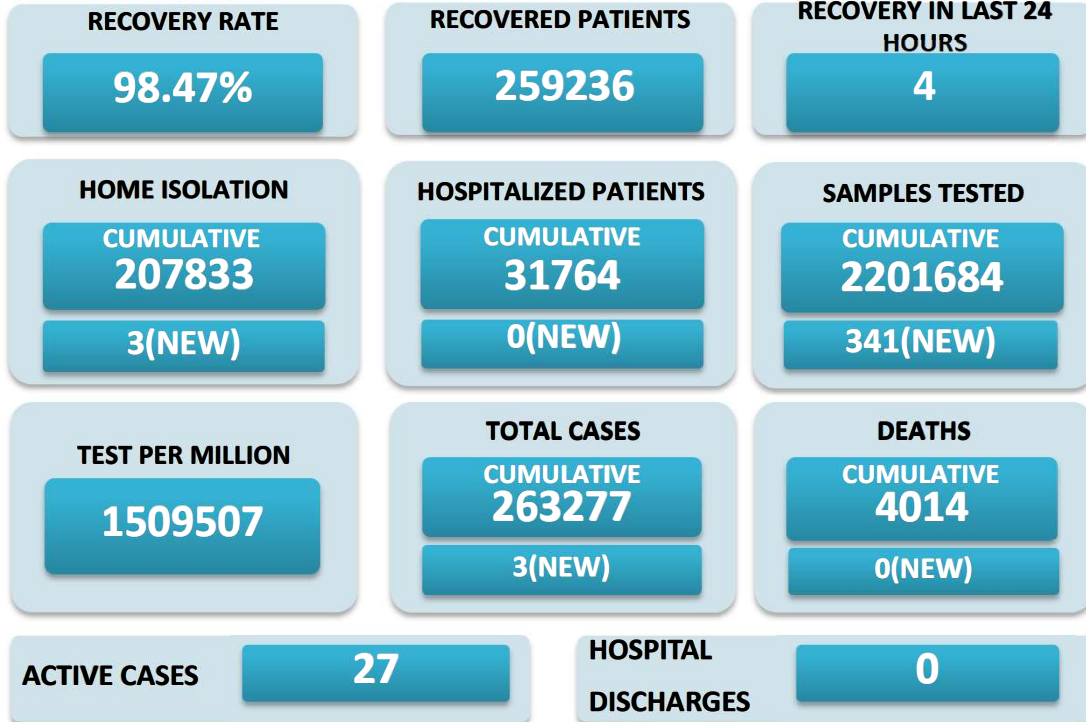 RECOVERY RATE
98.47%
RECOVERED PATIENTS
259236
RECOVERY IN LAST 24
HOURS
4
HOME ISOLATION
CUMULATIVE
207833
3(NEW)
HOSPITALIZED PATIENTS
CUMULATIVE
31764
0(NEW)
SAMPLES TESTED
CUMULATIVE
2201684
341(NEW)
TEST PER MILLION
1509507
TOTAL CASES
CUMULATIVE
263277
3(NEW)
DEATHS
CUMULATIVE
4014
0(NEW)
ACTIVE CASES
27
HOSPITAL
DISCHARGES
0